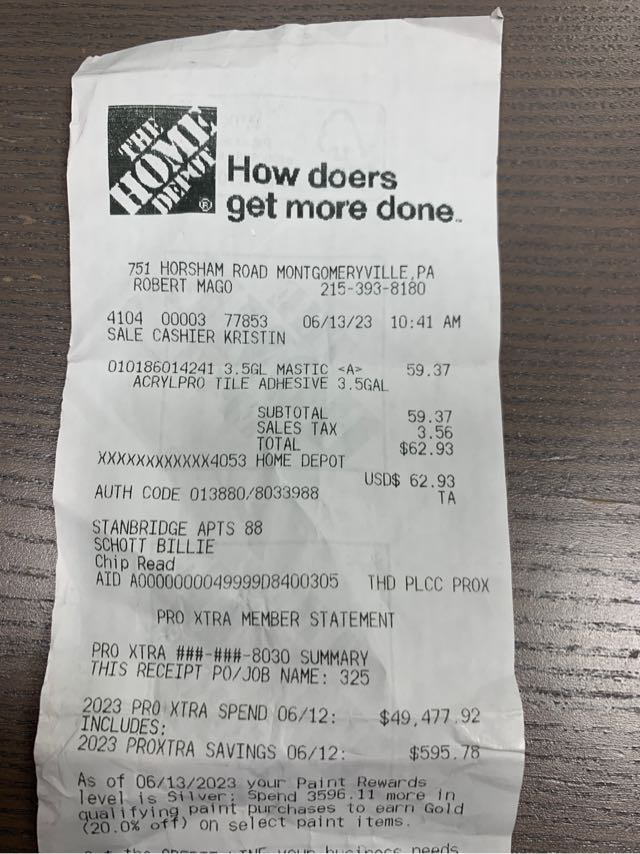 THE
HOME
DEPOT®
How doers
get more done™
751 HORSHAM ROAD MONTGOMERYVILLE,PA
ROBERT MAGO 215-393-8180
4104 00003 77853 06/13/23 10:41 AM
SALE CASHIER KRISTIN
010186014241 3.5GL MASTIC <A> 59.37
ACRYLPRO TILE ADHESIVE 3.5GAL
SUBTOTAL 59.37
SALES TAX 3.56
TOTAL $62.93
XXXXXXXXXXXX4053 HOME DEPOT
USD$ 62.93
AUTH CODE 013880/8033988 TA
STANBRIDGE APTS 88
SCHOTT BILLIE
Chip Read
AID A0000000049999D8400305 THD PLCC PROX
PRO XTRA MEMBER STATEMENT
PRO XTRA ###-###-8030 SUMMARY
THIS RECEIPT PO/JOB NAME: 325
2023 PRO XTRA SPEND 06/12: $49,477.92
INCLUDES:
2023 PROXTRA SAVINGS 06/12: $595.78
As of 06/13/2023 your Paint Rewards
level is Silver; Spend 3596.11 more in
qualifying paint purchases to earn Gold
(20.0% off) on select paint items.
your business needs